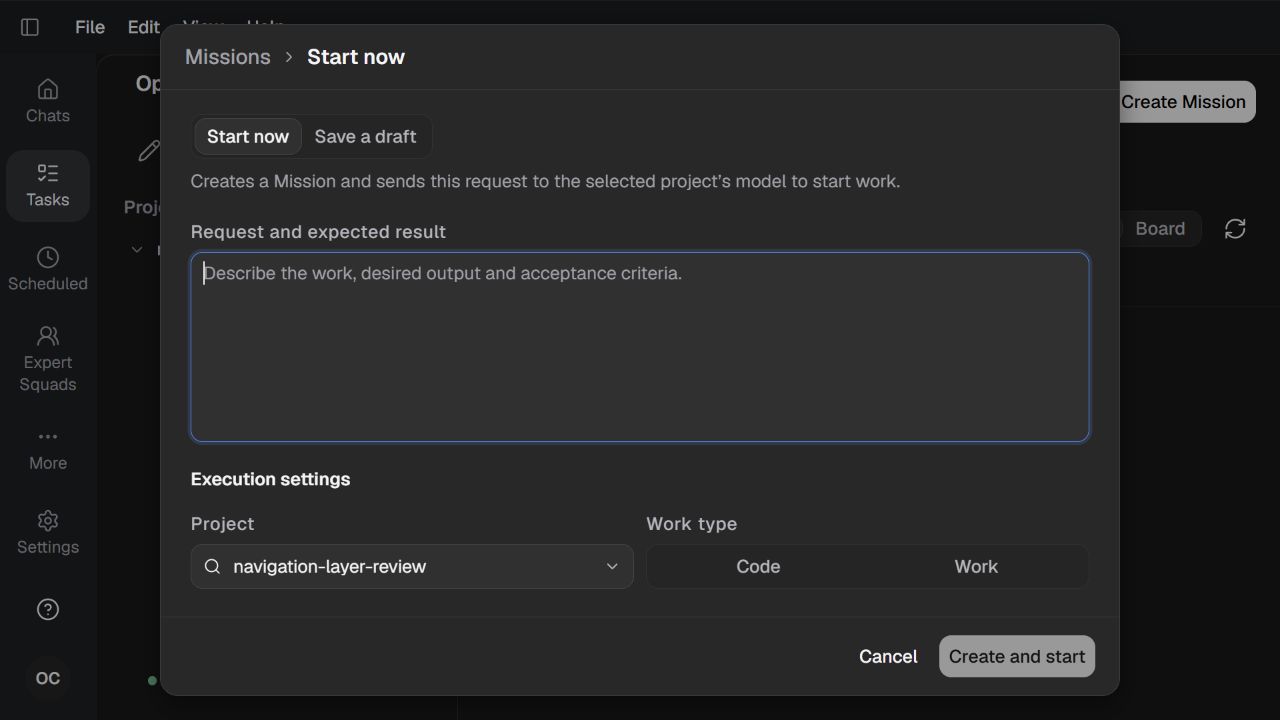 File Edit
Missions > Start now
Op
Create Mission
Chats
Start now Save a draft
Tasks
Creates a Mission and sends this request to the selected project's model to start work.
Request and expected result
Board
Describe the work, desired output and acceptance criteria.
Scheduled
Expert
Squads
More
Execution settings
Project
Work type
Settings
navigation-layer-review
Code Work
Cancel Create and start
OC